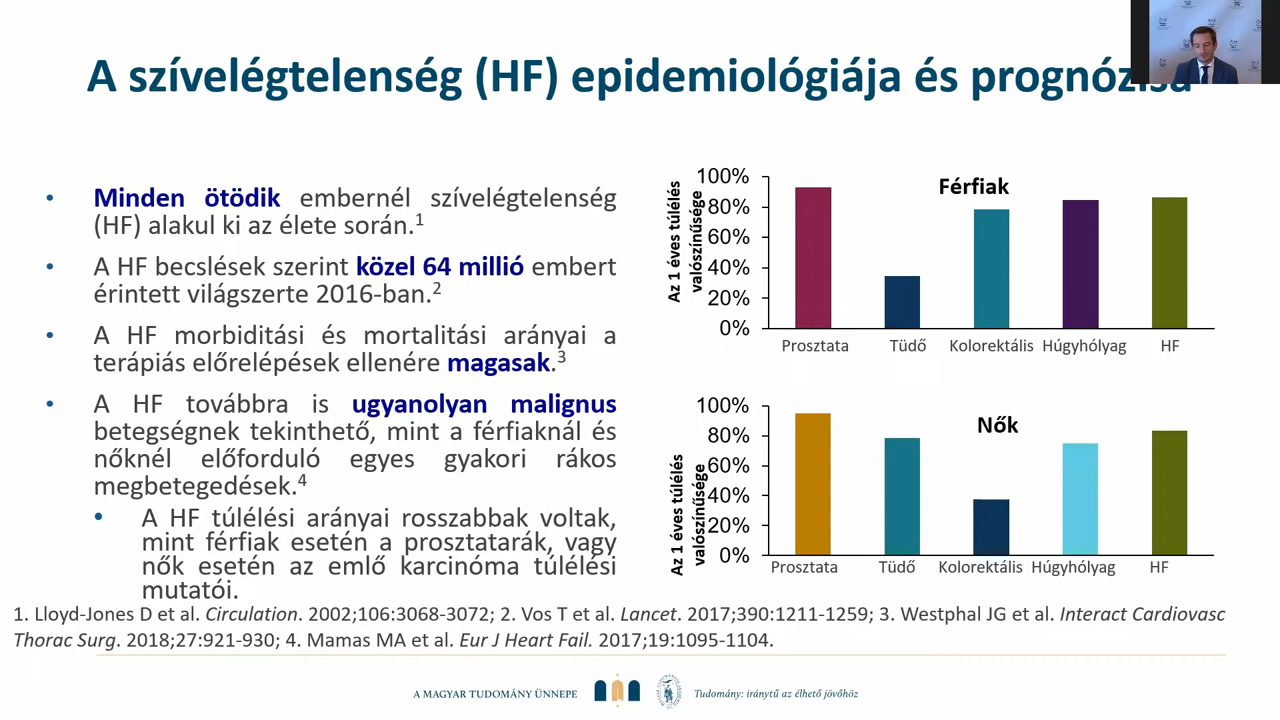 A szívelégtelenség (HF) epidemiológiája és prognózisa
• Minden ötödik embernél szívelégtelenség
(HF) alakul ki az élete során.1
• A HF becslések szerint közel 64 millió embert
érintett világszerte 2016-ban.2
• A HF morbiditási és mortalitási arányai a
terápiás előrelépések ellenére magasak.3
• A HF továbbra is ugyanolyan malignus
betegségnek tekinthető, mint a férfiaknál és
nőknél előforduló egyes gyakori rákos
megbetegedések.4
• A HF túlélési arányai rosszabbak voltak,
mint férfiak esetén a prosztatarák, vagy
nők esetén az emlő karcinóma túlélési
mutatói.
Az 1 éves túlélés
valószínűsége
100%
80%
60%
40%
20%
0%
Férfiak
Prosztata Tüdő Kolorektális Húgyhólyag HF
Az 1 éves túlélés
valószínűsége
100%
80%
60%
40%
20%
0%
Nők
Prosztata Tüdő Kolorektális Húgyhólyag HF
1. Lloyd-Jones D et al. Circulation. 2002;106:3068-3072; 2. Vos T et al. Lancet. 2017;390:1211-1259; 3. Westphal JG et al. Interact Cardiovasc
Thorac Surg. 2018;27:921-930; 4. Mamas MA et al. Eur J Heart Fail. 2017;19:1095-1104.
A MAGYAR TUDOMÁNY ÜNNEPE
Tudomány: iránytű az élhető jövőhöz